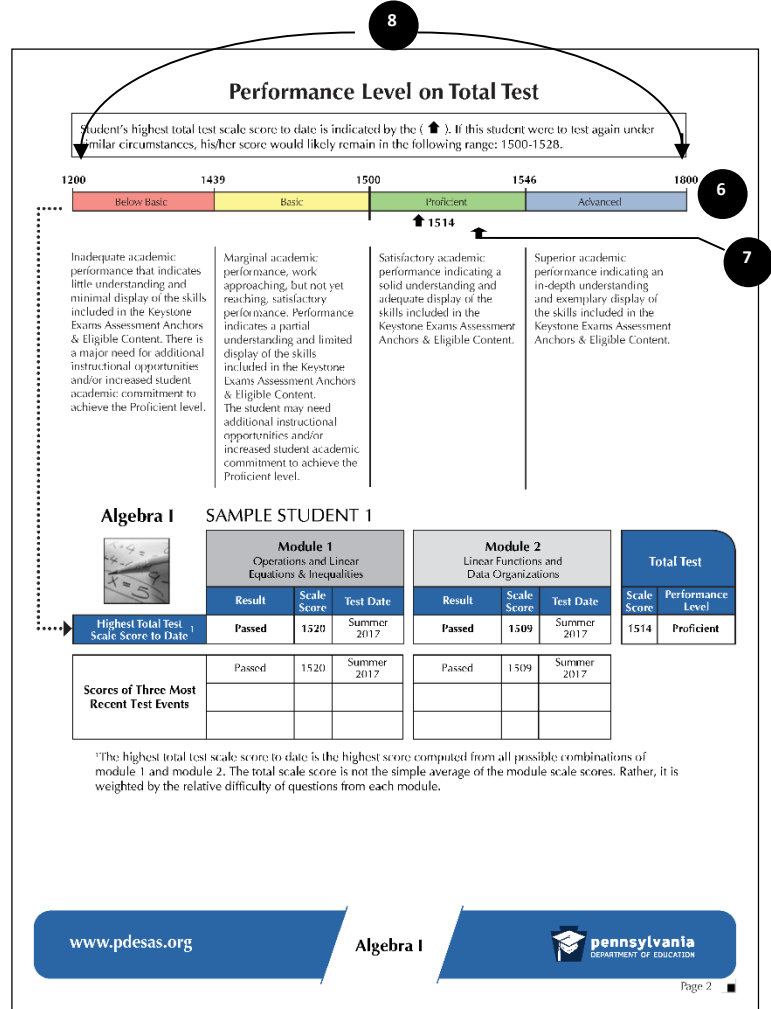 8
Performance Level on Total Test
Student's highest total test scale score to date is indicated by the ( ). If this student were to test again under
similar circumstances, his/her score would likely remain in the following range: 1500-1528.
1200 1439 1500 1546 1800
Below Basic Basic Proficient Advanced
6
1514
7
Inadequate academic
performance that indicates
little understanding and
minimal display of the skills
included in the Keystone
Exams Assessment Anchors
& Eligible Content. There is
a major need for additional
instructional opportunities
and/or increased student
academic commitment to
achieve the Proficient level.
Marginal academic
performance, work
approaching, but not yet
reaching, satisfactory
performance. Performance
indicates a partial
understanding and limited
display of the skills
included in the Keystone
Exams Assessment Anchors
& Eligible Content.
The student may need
additional instructional
opportunities and/or
increased student academic
commitment to achieve the
Proficient level.
Satisfactory academic
performance indicating a
solid understanding and
adequate display of the
skills included in the
Keystone Exams Assessment
Anchors & Eligible Content.
Superior academic
performance indicating an
in-depth understanding
and exemplary display of
the skills included in the
Keystone Exams Assessment
Anchors & Eligible Content.
Algebra I SAMPLE STUDENT 1
Module 1
Operations and Linear
Equations & Inequalities
Module 2
Linear Functions and
Data Organizations
Total Test
Result Scale Score Test Date Result Scale Score Test Date Scale Score Performance Level
Highest Total Test
Scale Score to Date 1
Passed 1520 Summer 2017 Passed 1509 Summer 2017 1514 Proficient
Scores of Three Most
Recent Test Events
Passed 1520 Summer 2017 Passed 1509 Summer 2017
1The highest total test scale score to date is the highest score computed from all possible combinations of
module 1 and module 2. The total scale score is not the simple average of the module scale scores. Rather, it is
weighted by the relative difficulty of questions from each module.
www.pdesas.org
Algebra I
pennsylvania
DEPARTMENT OF EDUCATION
Page 2